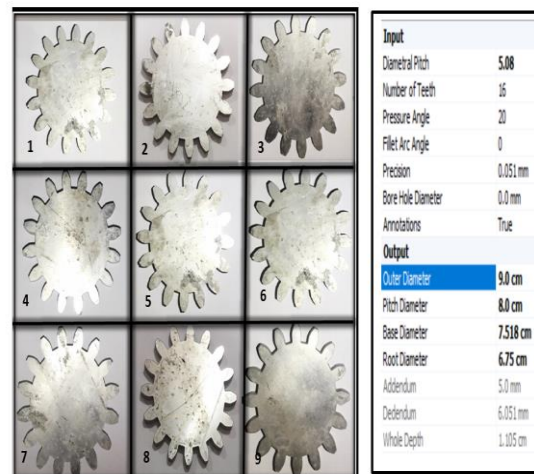 1
2
3
4
5
6
7
8
9
Input
Diametral Pitch 5.08
Number of Teeth 16
Pressure Angle 20
Fillet Arc Angle 0
Precision 0.051 mm
Bore Hole Diameter 0.0 mm
Annotations True
Output
Outer Diameter 9.0 cm
Pitch Diameter 8.0 cm
Base Diameter 7.518 cm
Root Diameter 6.75 cm
Addendum 5.0 mm
Dedendum 6.051 mm
Whole Depth 1.105 cm